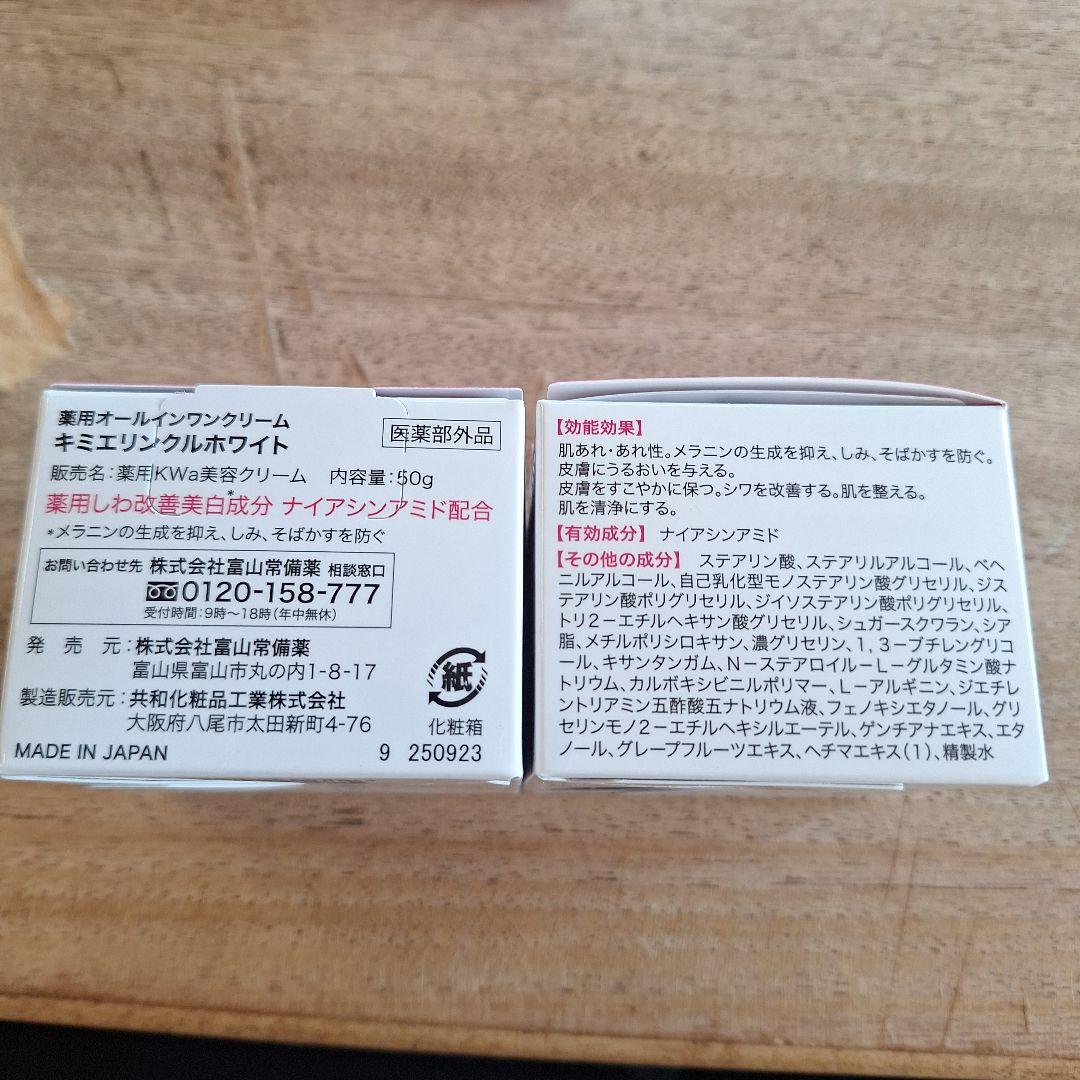 薬用オールインワンクリーム
キミエリンクルホワイト
医薬部外品
販売名:薬用KWa美容クリーム 内容量:50g
薬用しわ改善美白*成分 ナイアシンアミド配合
*メラニンの生成を抑え、しみ、そばかすを防ぐ
お問い合わせ先 株式会社富山常備薬 相談窓口
0120-158-777
受付時間:9時〜18時(年中無休)
発売元:株式会社富山常備薬
富山県富山市丸の内1-8-17
製造販売元:共和化粧品工業株式会社
大阪府八尾市太田新町4-76
紙
化粧箱
MADE IN JAPAN
9 250923
【効能効果】
肌あれ・あれ性。メラニンの生成を抑え、しみ、そばかすを防ぐ。
皮膚にうるおいを与える。
皮膚をすこやかに保つ。シワを改善する。肌を整える。
肌を清浄にする。
【有効成分】 ナイアシンアミド
【その他の成分】 ステアリン酸、ステアリルアルコール、ベヘ
ニルアルコール、自己乳化型モノステアリン酸グリセリル、ジス
テアリン酸ポリグリセリル、ジイソステアリン酸ポリグリセリル、
トリ2-エチルヘキサン酸グリセリル、シュガースクワラン、シア
脂、メチルポリシロキサン、濃グリセリン、1,3-ブチレングリコ
ール、キサンタンガム、N-ステアロイル-L-グルタミン酸ナ
トリウム、カルボキシビニルポリマー、L-アルギニン、ジエチレ
ントリアミン五酢酸五ナトリウム液、フェノキシエタノール、グリ
セリンモノ2-エチルヘキシルエーテル、ゲンチアナエキス、エタ
ノール、グレープフルーツエキス、ヘチマエキス(1)、精製水